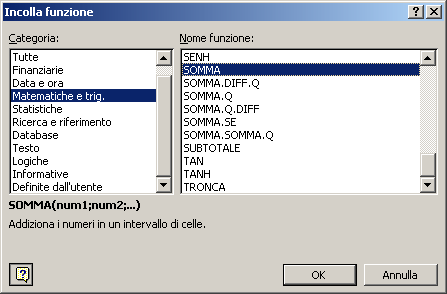 Incolla funzione
Categoria:
Tutte
Finanziarie
Data e ora
Matematiche e trig.
Statistiche
Ricerca e riferimento
Database
Testo
Logiche
Informative
Definite dall'utente
Nome funzione:
SENH
SOMMA
SOMMA.DIFF.Q
SOMMA.Q
SOMMA.Q.DIFF
SOMMA.SE
SOMMA.SOMMA.Q
SUBTOTALE
TAN
TANH
TRONCA
SOMMA(num1;num2;...)
Addiziona i numeri in un intervallo di celle.
OK
Annulla